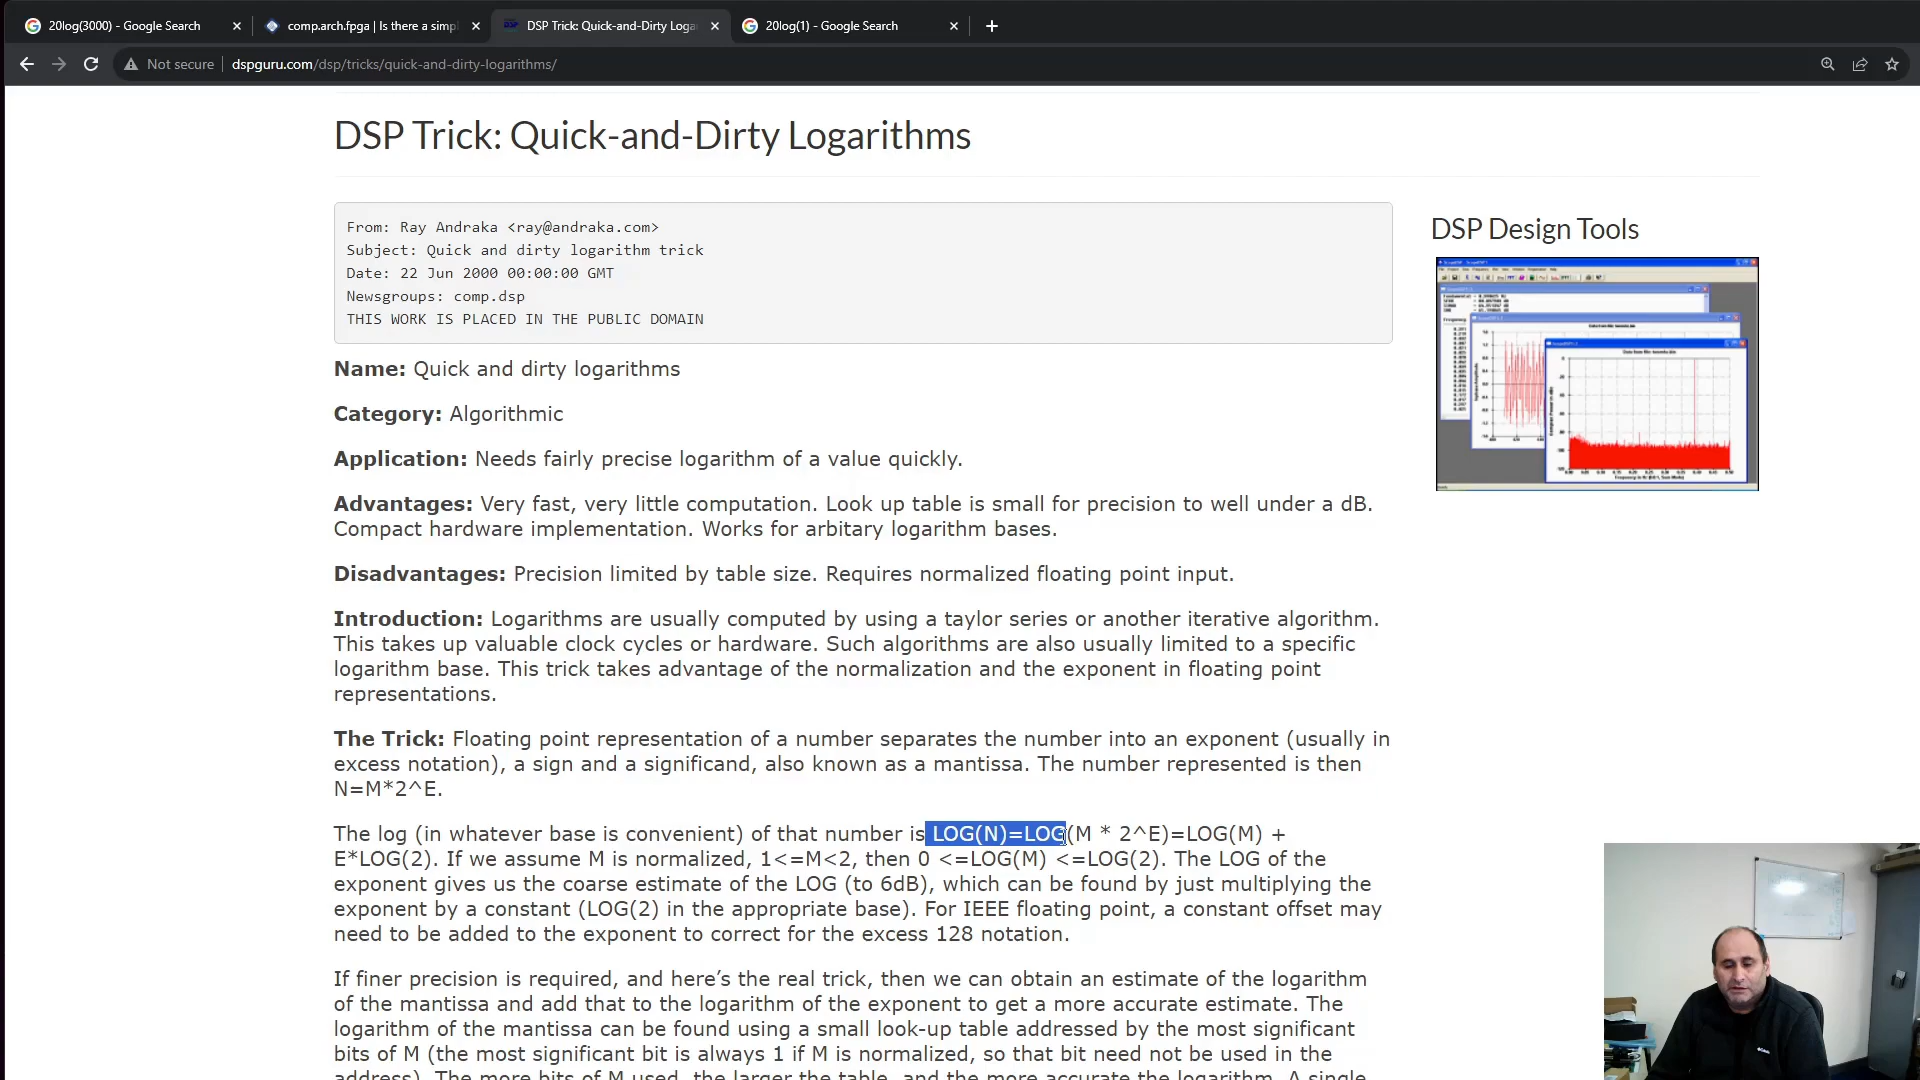 20log(3000) - Google Search
comp.arch.fpga | Is there a simpl
DSP Trick: Quick-and-Dirty Loga
20log(1) - Google Search
Not secure
dspguru.com/dsp/tricks/quick-and-dirty-logarithms/
DSP Trick: Quick-and-Dirty Logarithms
From: Ray Andraka <ray@andraka.com>
Subject: Quick and dirty logarithm trick
Date: 22 Jun 2000 00:00:00 GMT
Newsgroups: comp.dsp
THIS WORK IS PLACED IN THE PUBLIC DOMAIN
DSP Design Tools
Name: Quick and dirty logarithms
Category: Algorithmic
Application: Needs fairly precise logarithm of a value quickly.
Advantages: Very fast, very little computation. Look up table is small for precision to well under a dB.
Compact hardware implementation. Works for arbitary logarithm bases.
Disadvantages: Precision limited by table size. Requires normalized floating point input.
Introduction: Logarithms are usually computed by using a taylor series or another iterative algorithm.
This takes up valuable clock cycles or hardware. Such algorithms are also usually limited to a specific
logarithm base. This trick takes advantage of the normalization and the exponent in floating point
representations.
The Trick: Floating point representation of a number separates the number into an exponent (usually in
excess notation), a sign and a significand, also known as a mantissa. The number represented is then
N=M*2^E.
The log (in whatever base is convenient) of that number is LOG(N)=LOG(M * 2^E)=LOG(M) +
E*LOG(2). If we assume M is normalized, 1<=M<2, then 0 <=LOG(M) <=LOG(2). The LOG of the
exponent gives us the coarse estimate of the LOG (to 6dB), which can be found by just multiplying the
exponent by a constant (LOG(2) in the appropriate base). For IEEE floating point, a constant offset may
need to be added to the exponent to correct for the excess 128 notation.
If finer precision is required, and here's the real trick, then we can obtain an estimate of the logarithm
of the mantissa and add that to the logarithm of the exponent to get a more accurate estimate. The
logarithm of the mantissa can be found using a small look-up table addressed by the most significant
bits of M (the most significant bit is always 1 if M is normalized, so that bit need not be used in the
address). The more bits of M used, the larger the table, and the more accurate the logarithm. A single